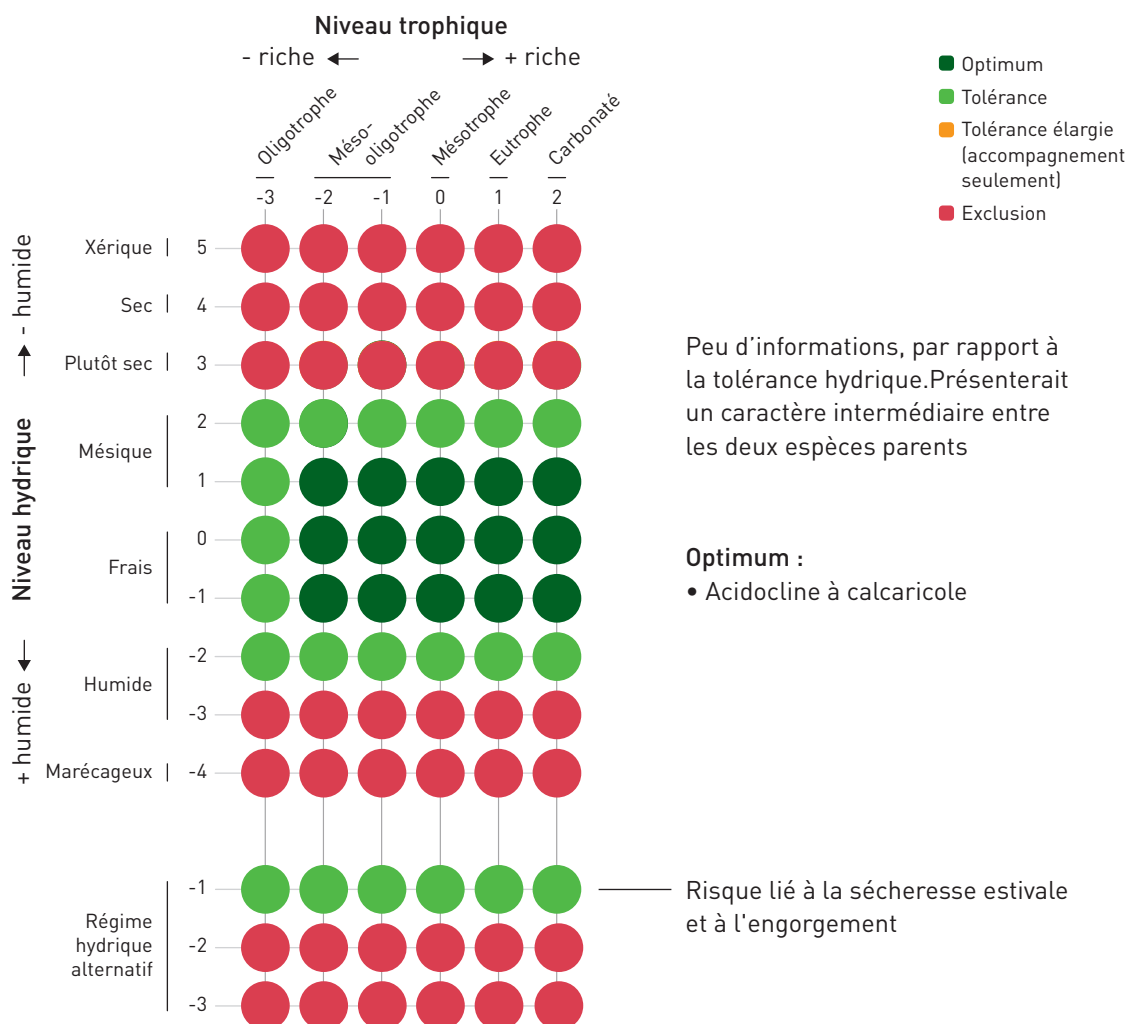 Niveau trophique
- riche ← → + riche
Oligotrophe
Méso-
oligotrophe
Mésotrophe
Eutrophe
Carbonaté
-3 -2 -1 0 1 2
Optimum
Tolérance
Tolérance élargie
(accompagnement
seulement)
Exclusion
Niveau hydrique
→ - humide
+ humide ←
Xérique | 5
Sec | 4
Plutôt sec | 3
2
Mésique
1
0
Frais
-1
-2
Humide
-3
Marécageux | -4
-1
Régime
hydrique -2
alternatif
-3
Peu d'informations, par rapport à
la tolérance hydrique.Présenterait
un caractère intermédiaire entre
les deux espèces parents
Optimum :
• Acidocline à calcaricole
Risque lié à la sécheresse estivale
et à l'engorgement